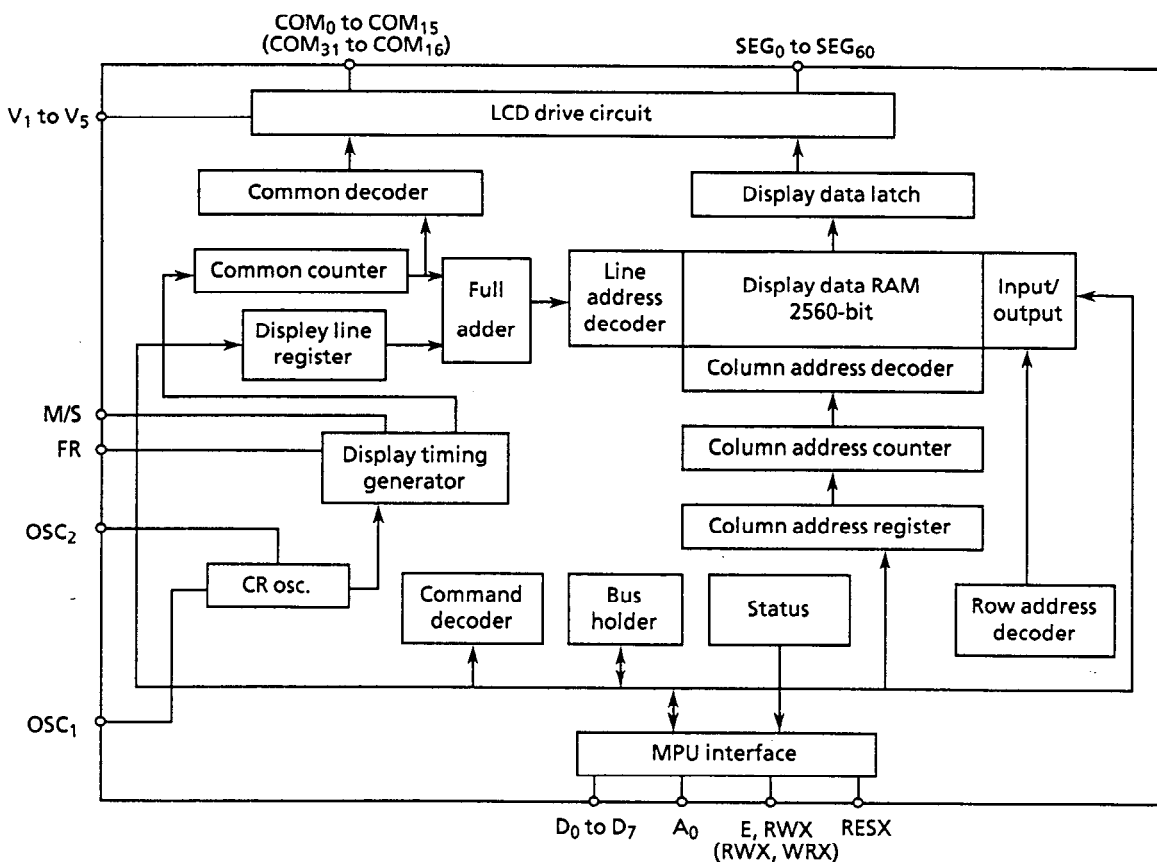 COM₀ to COM₁₅
(COM₃₁ to COM₁₆)
SEG₀ to SEG₆₀
V₁ to V₅
LCD drive circuit
Common decoder
Display data latch
Common counter
Full
adder
Line
address
decoder
Display data RAM
2560-bit
Input/
output
Display line
register
Column address decoder
M/S
FR
Display timing
generator
Column address counter
OSC₂
Column address register
CR osc.
Command
decoder
Bus
holder
Status
Row address
decoder
OSC₁
MPU interface
D₀ to D₇
A₀
E, RWX
(RWX, WRX)
RESX